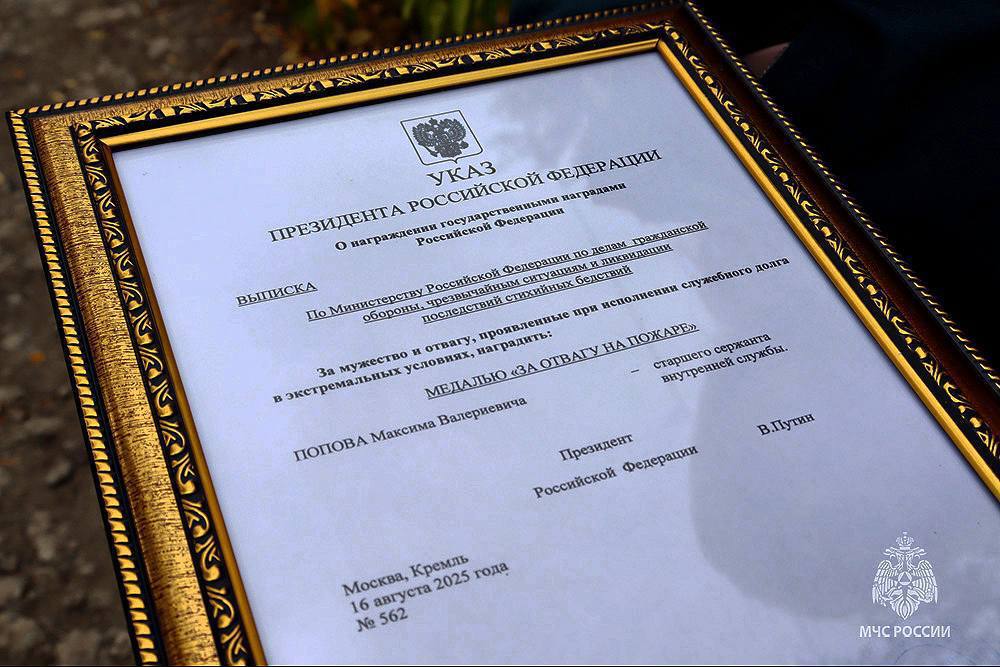 УКАЗ
ПРЕЗИДЕНТА РОССИЙСКОЙ ФЕДЕРАЦИИ
О награждении государственными наградами
Российской Федерации
ВЫПИСКА
По Министерству Российской Федерации по делам гражданской
обороны, чрезвычайным ситуациям и ликвидации
последствий стихийных бедствий
За мужество и отвагу, проявленные при исполнении служебного долга
в экстремальных условиях, наградить:
МЕДАЛЬЮ «ЗА ОТВАГУ НА ПОЖАРЕ»
ПОПОВА Максима Валериевича – старшего сержанта
внутренней службы.
Президент
Российской Федерации В.Путин
Москва, Кремль
16 августа 2025 года
№ 562
МЧС РОССИИ